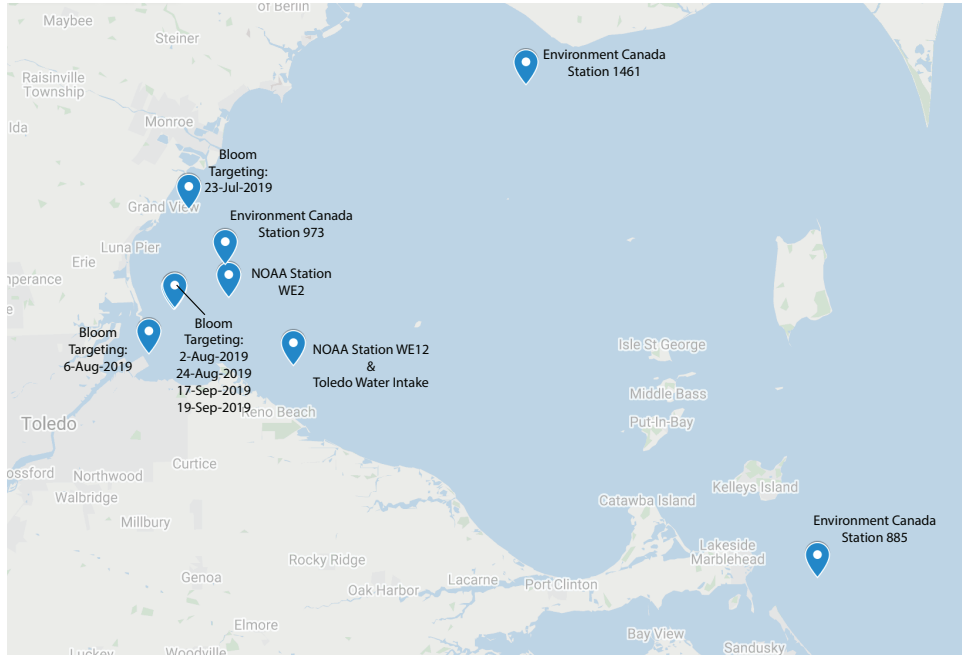 of Berlin
Maybee
Steiner
Environment Canada
Station 1461
Raisinville
Township
Monroe
lda
Bloom
Targeting:
23-Jul-2019
Grand View
Environment Canada
Station 973
Luna Pier
Erie
mperance
NOAA Station
WE2
e
Bloom
Targeting:
6-Aug-2019
Bloom
Targeting:
2-Aug-2019
24-Aug-2019
17-Sep-2019
19-Sep-2019
NOAA Station WE12
&
Toledo Water Intake
Isle St George
Middle Bass
Put-In-Bay
Reno Beach
Toledo
Curtice
ossford
Northwood
Walbridge
Millbury
Kelleys Island
Catawba Island
Environment Canada
Station 885
Lakeside
Marblehead
Rocky Ridge
Genoa
Oak Harbor
Lacarne
Port Clinton
Elmore
Bay View
Sandusky
Luckey
Woodville